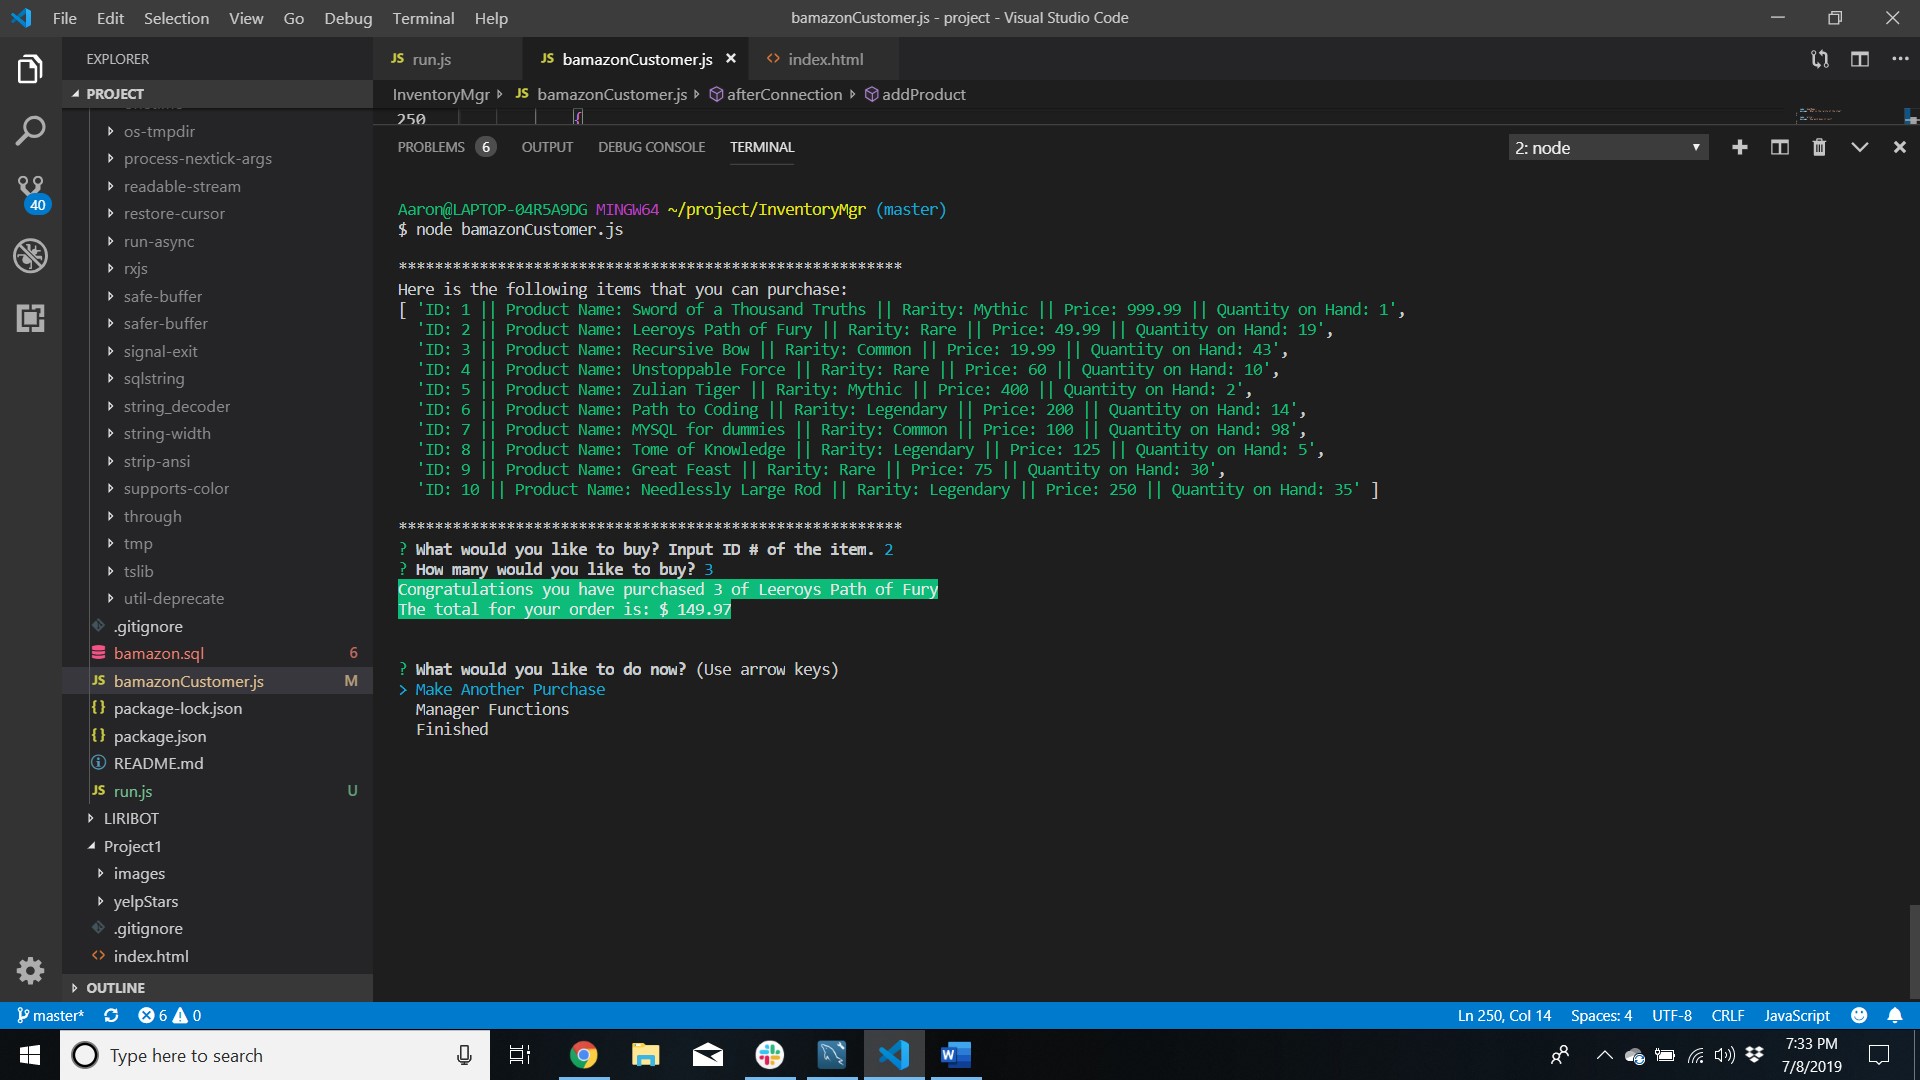 File Edit Selection View Go Debug Terminal Help
bamazonCustomer.js - project - Visual Studio Code
EXPLORER
JS run.js
JS bamazonCustomer.js
<> index.html
PROJECT
InventoryMgr
JS bamazonCustomer.js
afterConnection
addProduct
250 {
os-tmpdir
process-nextick-args
readable-stream
restore-cursor
run-async
rxjs
safe-buffer
safer-buffer
signal-exit
sqlstring
string_decoder
string-width
strip-ansi
supports-color
through
tmp
tslib
util-deprecate
.gitignore
bamazon.sql 6
JS bamazonCustomer.js M
{} package-lock.json
{} package.json
README.md
JS run.js U
LIRIBOT
Project1
images
yelpStars
.gitignore
<> index.html
OUTLINE
PROBLEMS 6 OUTPUT DEBUG CONSOLE TERMINAL
2: node
Aaron@LAPTOP-04R5A9DG MINGW64 ~/project/InventoryMgr (master)
$ node bamazonCustomer.js
********************************************************
Here is the following items that you can purchase:
[ 'ID: 1 || Product Name: Sword of a Thousand Truths || Rarity: Mythic || Price: 999.99 || Quantity on Hand: 1',
'ID: 2 || Product Name: Leeroys Path of Fury || Rarity: Rare || Price: 49.99 || Quantity on Hand: 19',
'ID: 3 || Product Name: Recursive Bow || Rarity: Common || Price: 19.99 || Quantity on Hand: 43',
'ID: 4 || Product Name: Unstoppable Force || Rarity: Rare || Price: 60 || Quantity on Hand: 10',
'ID: 5 || Product Name: Zulian Tiger || Rarity: Mythic || Price: 400 || Quantity on Hand: 2',
'ID: 6 || Product Name: Path to Coding || Rarity: Legendary || Price: 200 || Quantity on Hand: 14',
'ID: 7 || Product Name: MYSQL for dummies || Rarity: Common || Price: 100 || Quantity on Hand: 98',
'ID: 8 || Product Name: Tome of Knowledge || Rarity: Legendary || Price: 125 || Quantity on Hand: 5',
'ID: 9 || Product Name: Great Feast || Rarity: Rare || Price: 75 || Quantity on Hand: 30',
'ID: 10 || Product Name: Needlessly Large Rod || Rarity: Legendary || Price: 250 || Quantity on Hand: 35' ]
********************************************************
? What would you like to buy? Input ID # of the item. 2
? How many would you like to buy? 3
Congratulations you have purchased 3 of Leeroys Path of Fury
The total for your order is: $ 149.97
? What would you like to do now? (Use arrow keys)
> Make Another Purchase
Manager Functions
Finished
40
master* 6 0
Ln 250, Col 14 Spaces: 4 UTF-8 CRLF JavaScript
Type here to search
7:33 PM
7/8/2019